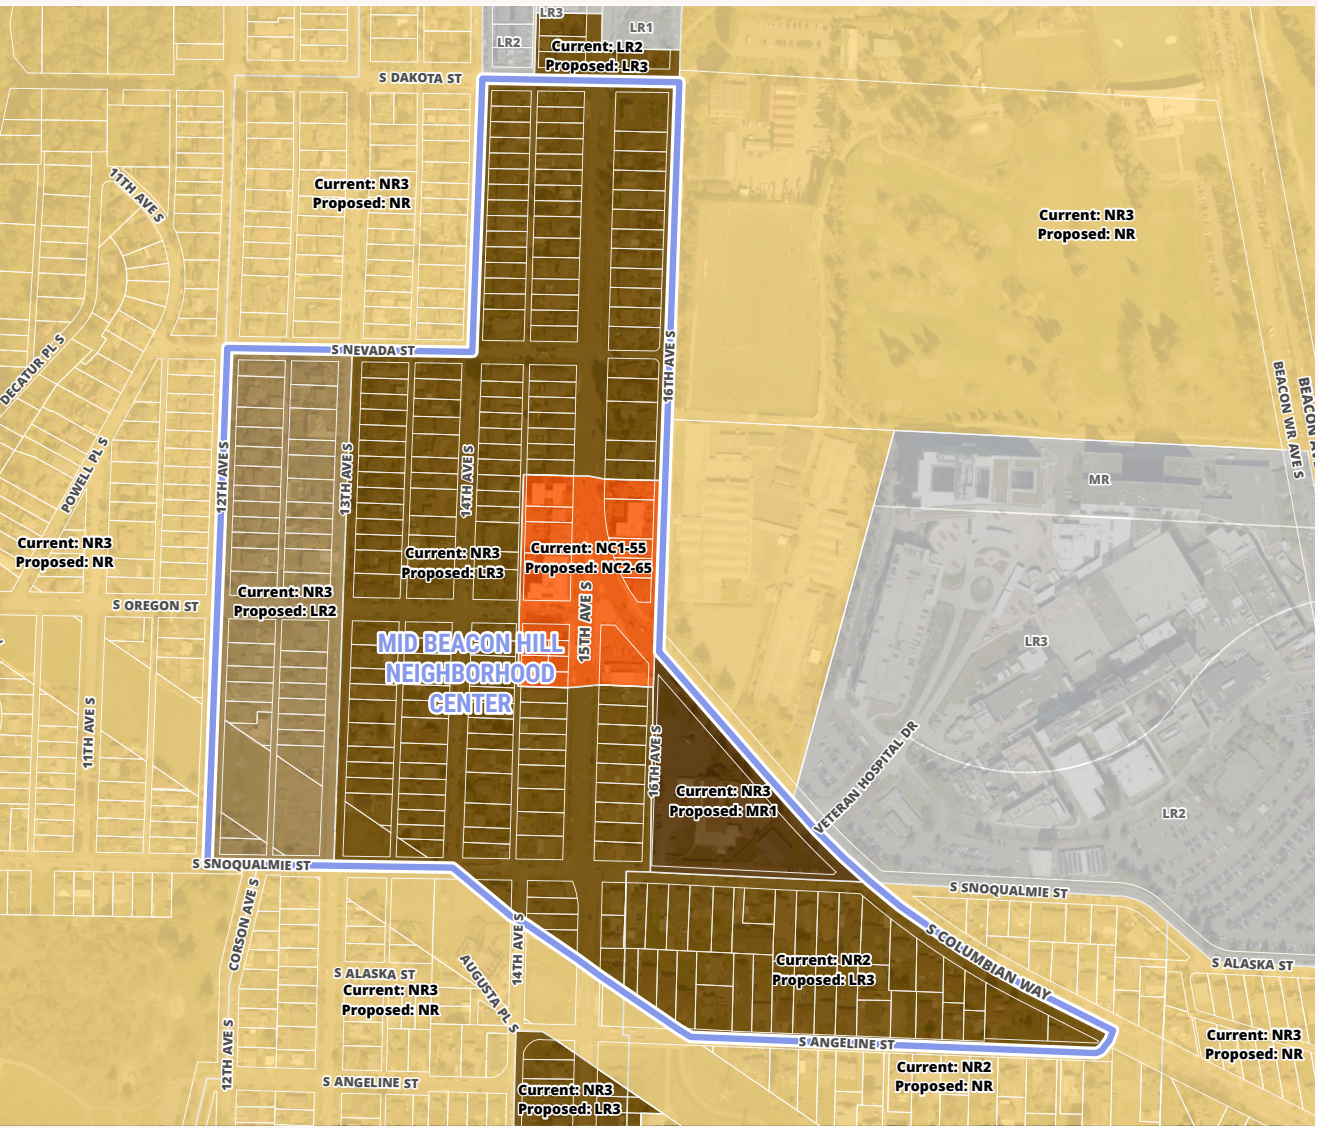 LR3
LR1
LR2
Current: LR2
Proposed: LR3
S DAKOTA ST
11TH AVE S
Current: NR3
Proposed: NR
Current: NR3
Proposed: NR
S NEVADA ST
16TH AVE S
DECATUR PL S
BEACON WR AVE S
BEACON AV
POWELL PL S
12TH AVE S
13TH AVE S
14TH AVE S
MR
Current: NR3
Proposed: NR
Current: NR3
Proposed: LR3
Current: NC1-55
Proposed: NC2-65
Current: NR3
Proposed: LR2
S OREGON ST
15TH AVE S
MID BEACON HILL
NEIGHBORHOOD
CENTER
LR3
11TH AVE S
16TH AVE S
VETERAN HOSPITAL DR
Current: NR3
Proposed: MR1
LR2
S SNOQUALMIE ST
S SNOQUALMIE ST
CORSON AVE S
14TH AVE S
S COLUMBIAN WAY
Current: NR2
Proposed: LR3
S ALASKA ST
S ALASKA ST
AUGUSTA PL S
Current: NR3
Proposed: NR
12TH AVE S
S ANGELINE ST
Current: NR3
Proposed: NR
Current: NR2
Proposed: NR
S ANGELINE ST
Current: NR3
Proposed: LR3